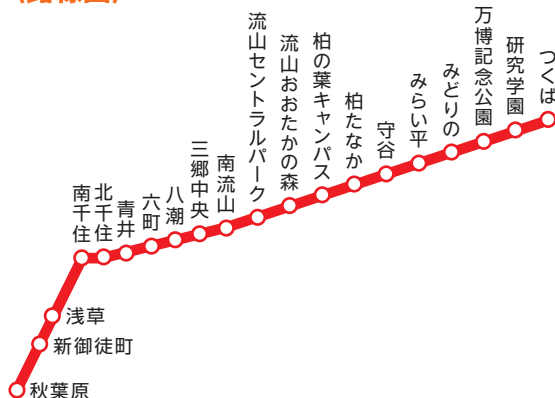 つくば
研究学園
万博記念公園
みどりの
みらい平
守谷
柏たなか
柏の葉キャンパス
流山おおたかの森
流山セントラルパーク
南流山
三郷中央
八潮
六町
青井
北千住
南千住
浅草
新御徒町
秋葉原